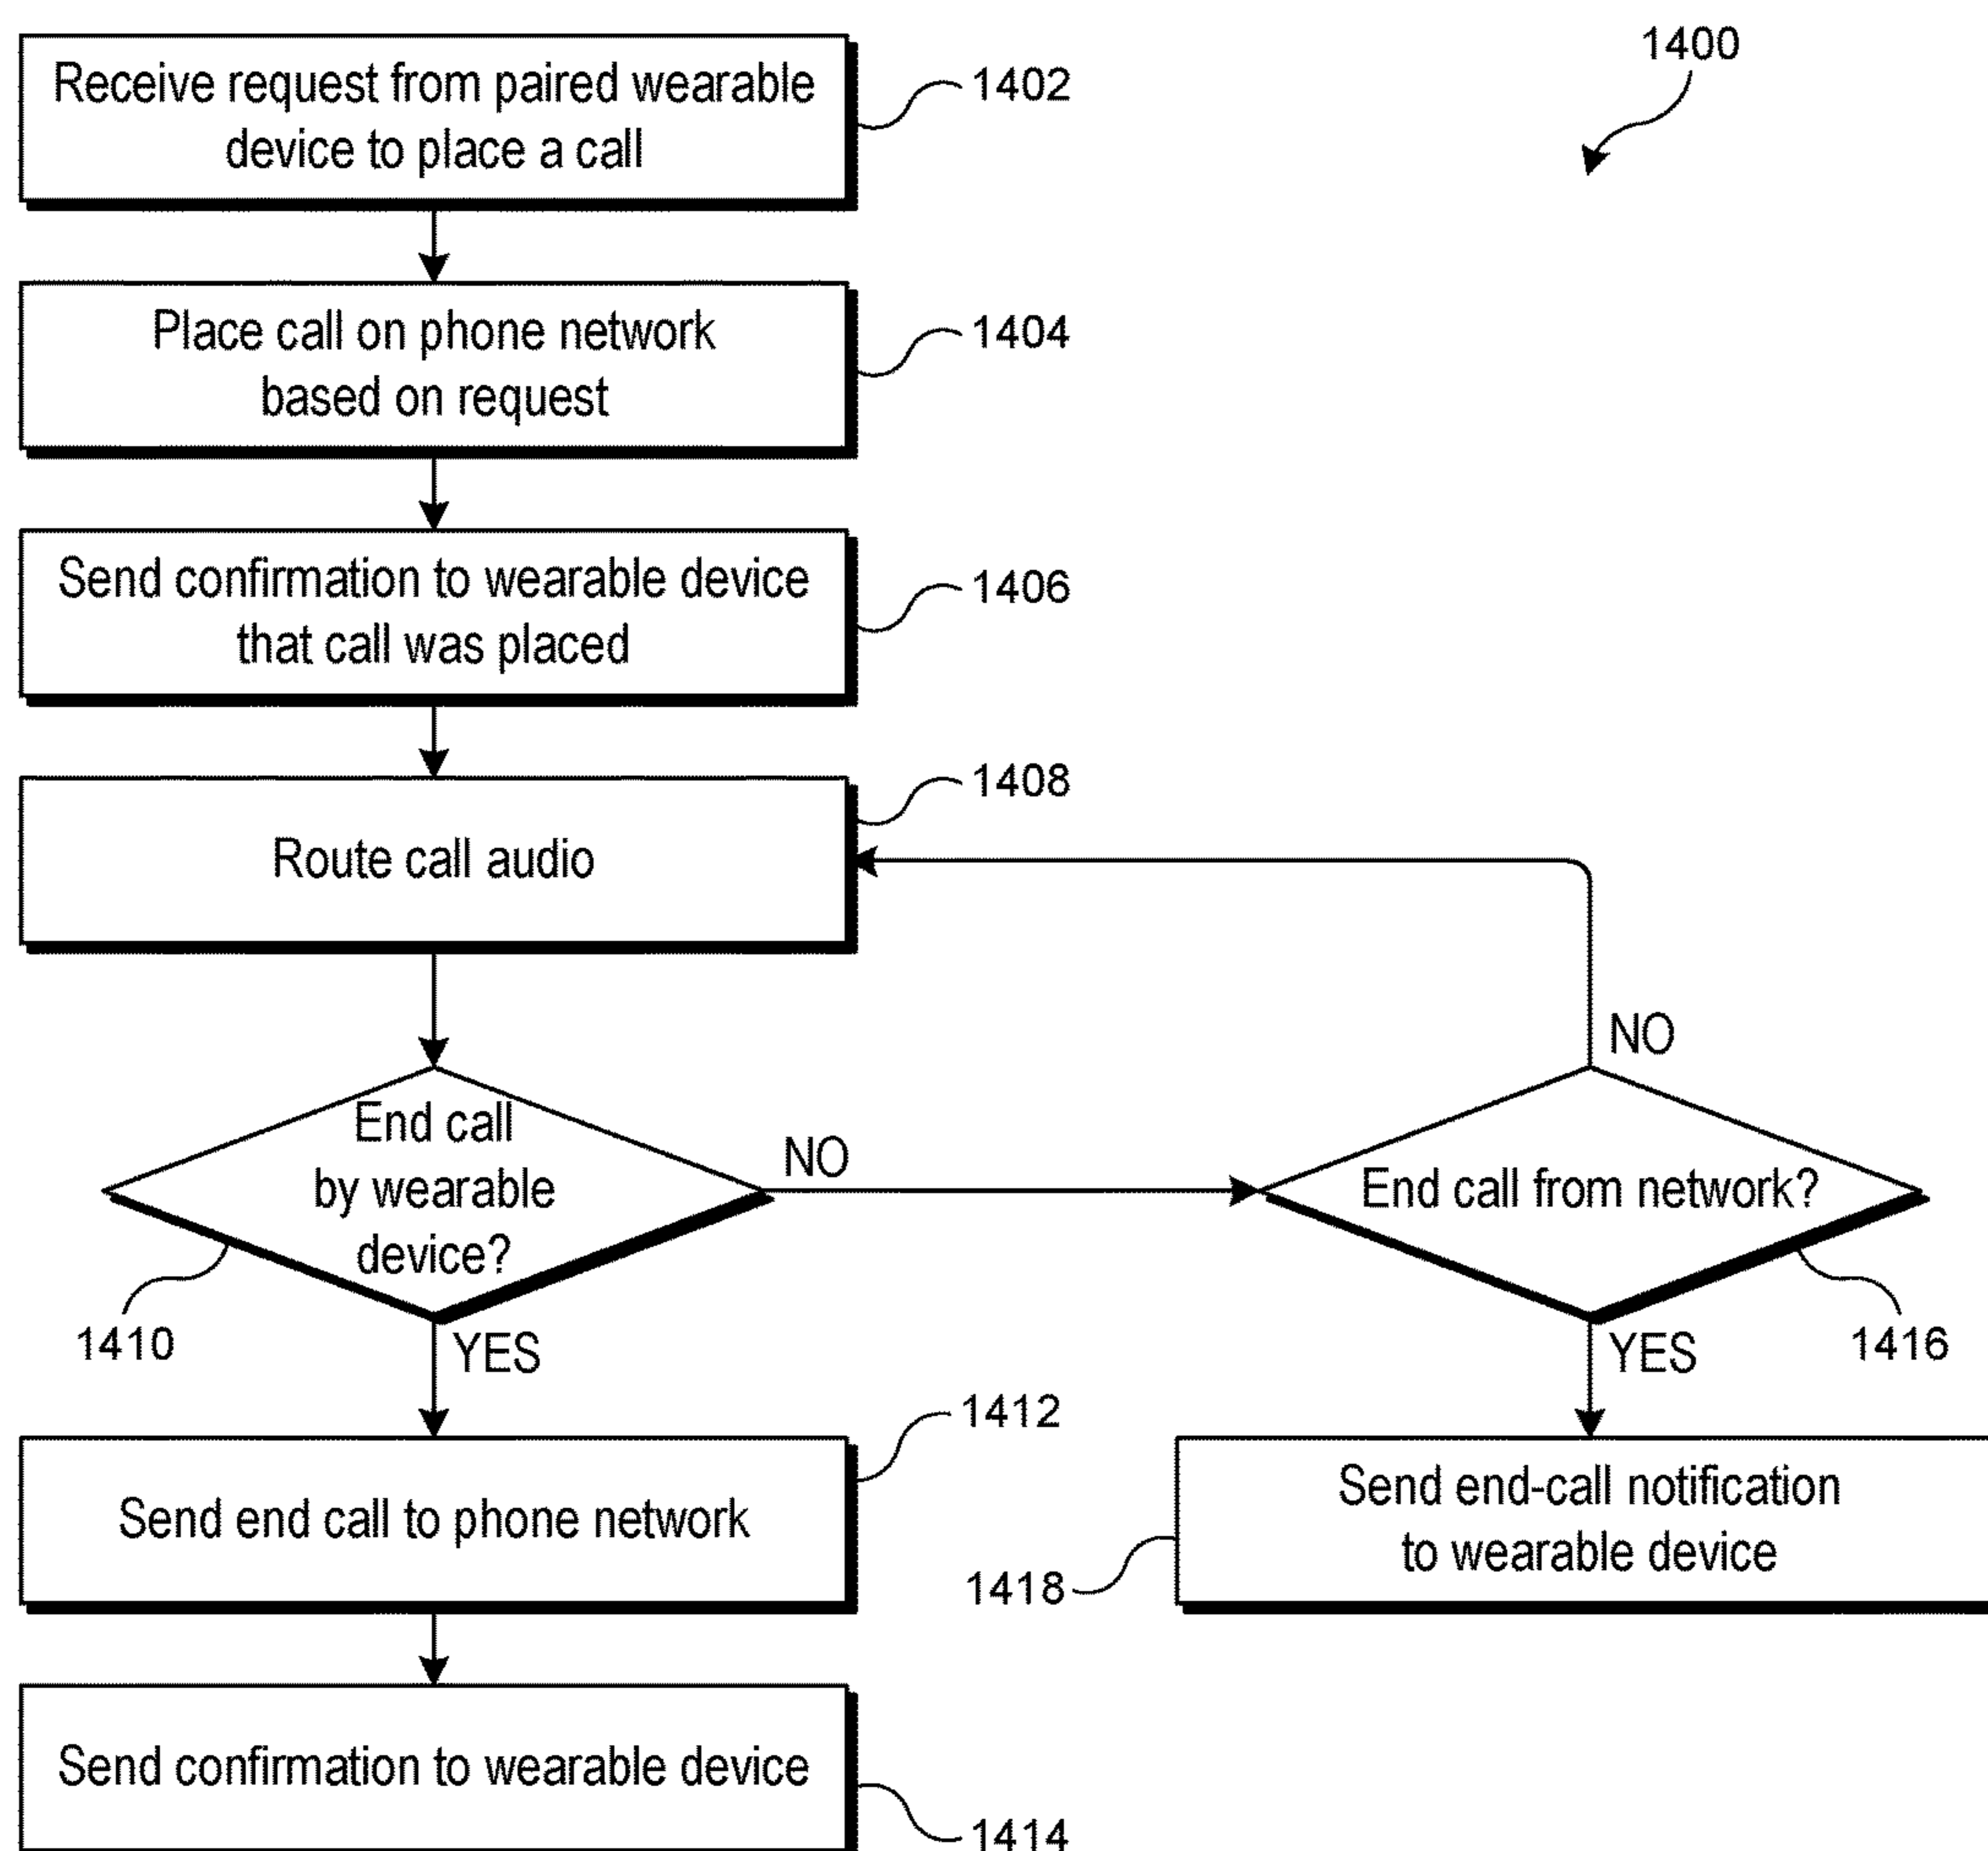 1400
Receive request from paired wearable
device to place a call
1402
Place call on phone network
based on request
1404
Send confirmation to wearable device
that call was placed
1406
Route call audio
1408
End call
by wearable
device?
1410
NO
YES
End call from network?
1416
NO
YES
Send end call to phone network
1412
Send end-call notification
to wearable device
1418
Send confirmation to wearable device
1414